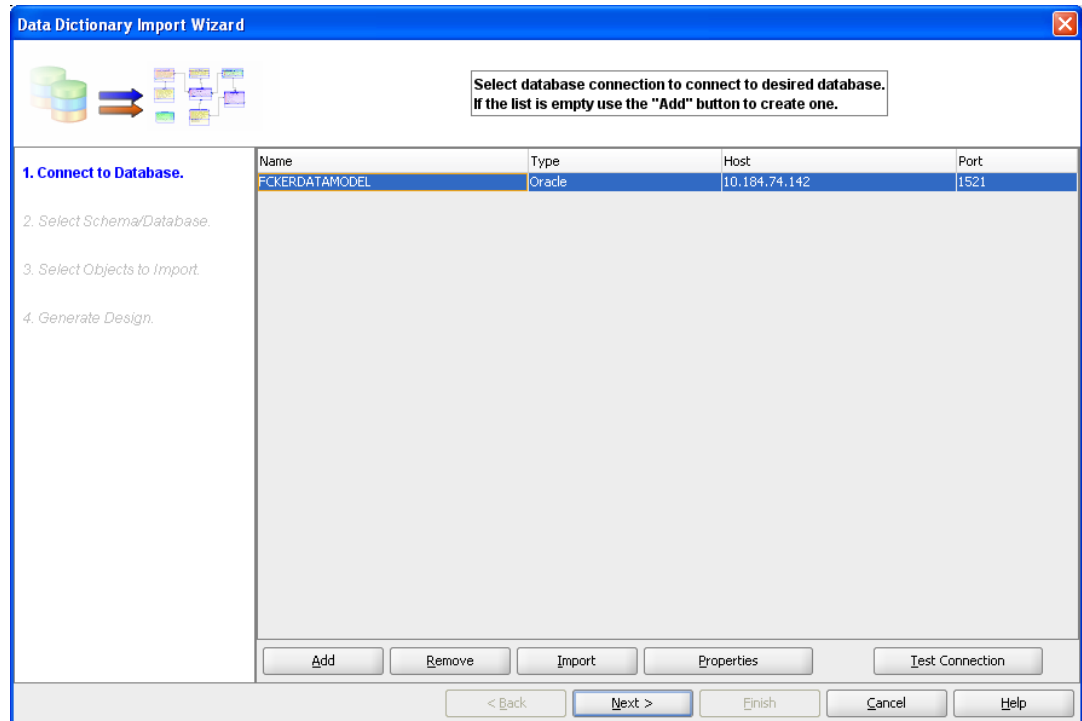 Data Dictionary Import Wizard
Select database connection to connect to desired database.
If the list is empty use the "Add" button to create one.
1. Connect to Database.
2. Select Schema/Database.
3. Select Objects to Import.
4. Generate Design.
Name Type Host Port
FCKERDATAMODEL Oracle 10.184.74.142 1521
Add Remove Import Properties Test Connection
< Back Next > Finish Cancel Help